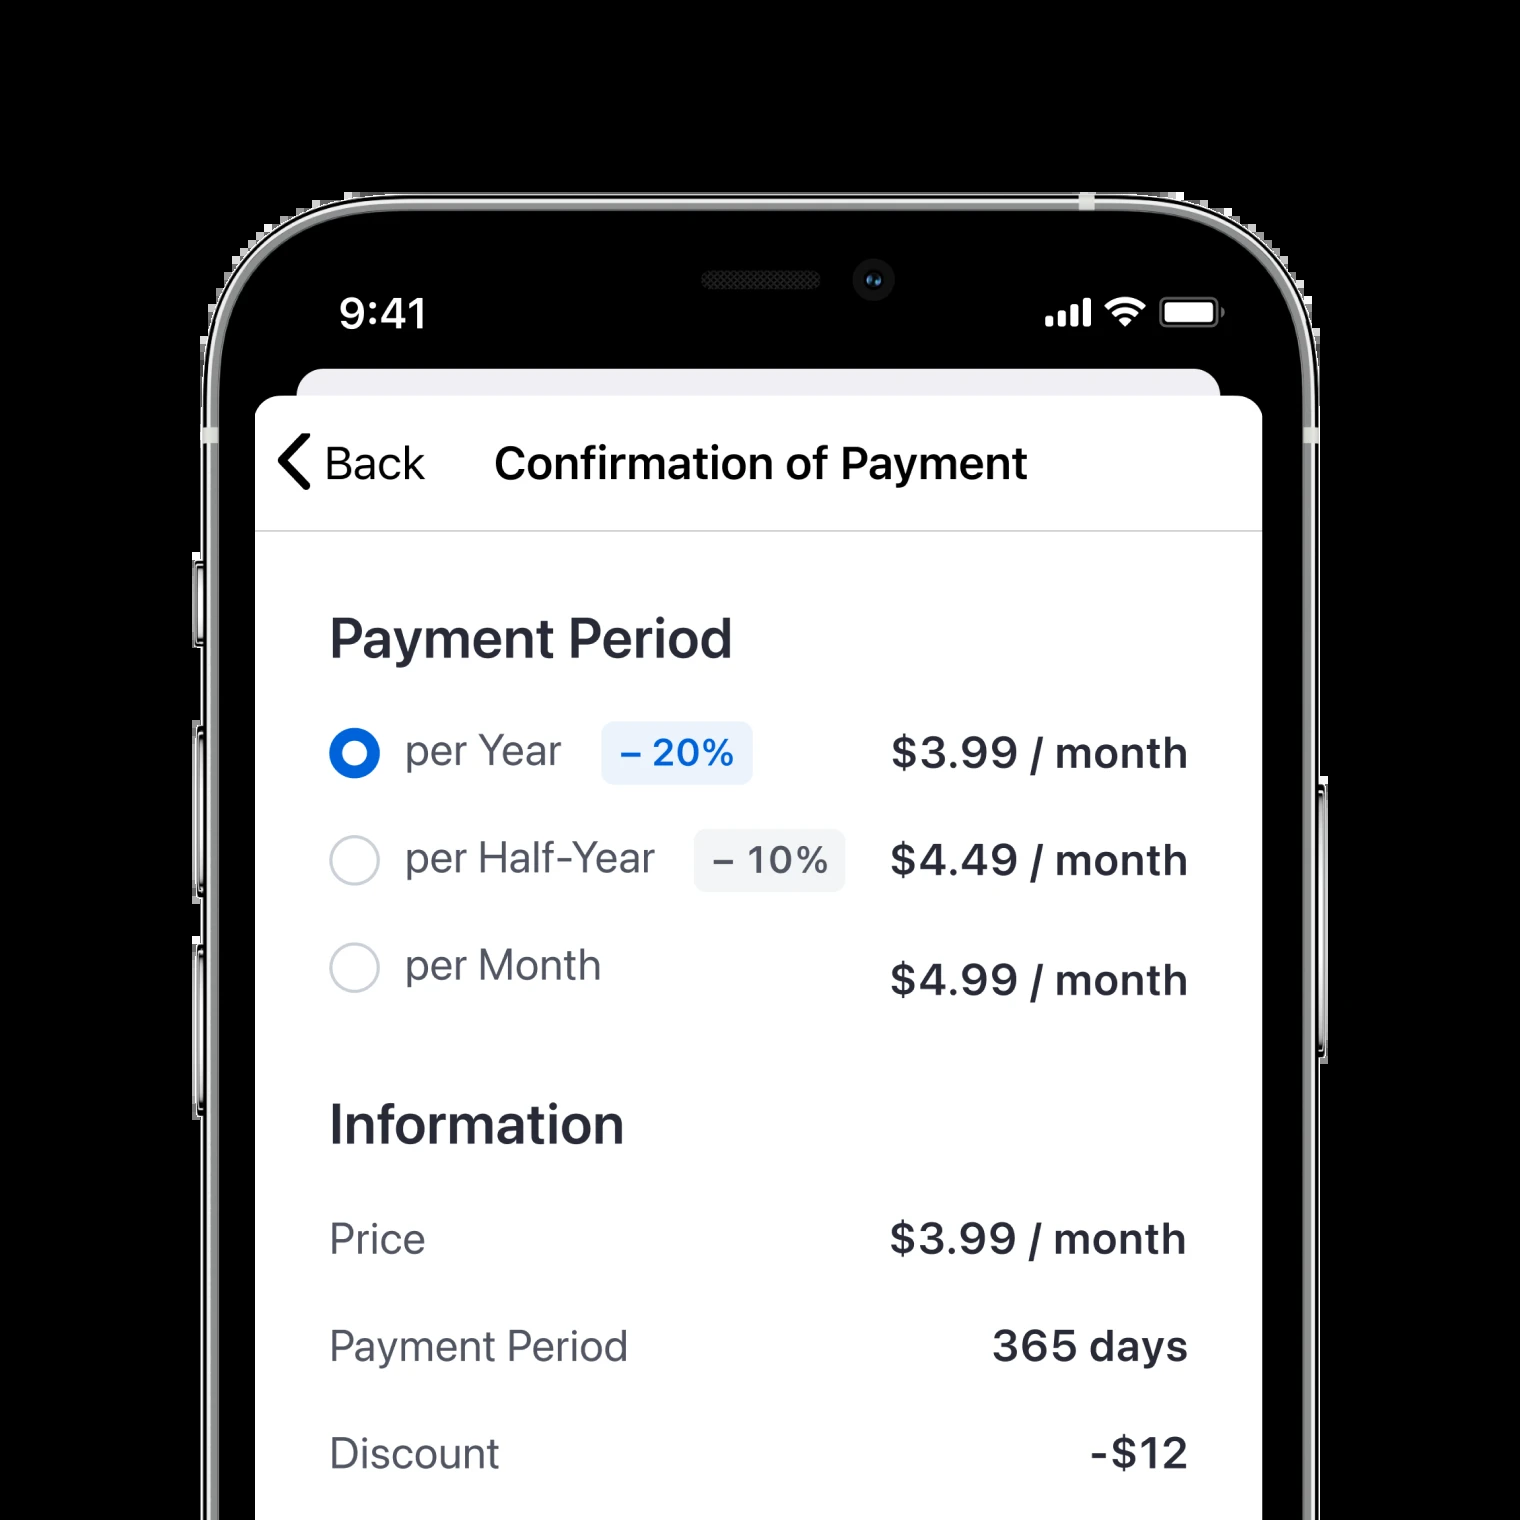 9:41
Back Confirmation of Payment
Payment Period
per Year – 20% $3.99 / month
per Half-Year – 10% $4.49 / month
per Month $4.99 / month
Information
Price $3.99 / month
Payment Period 365 days
Discount -$12